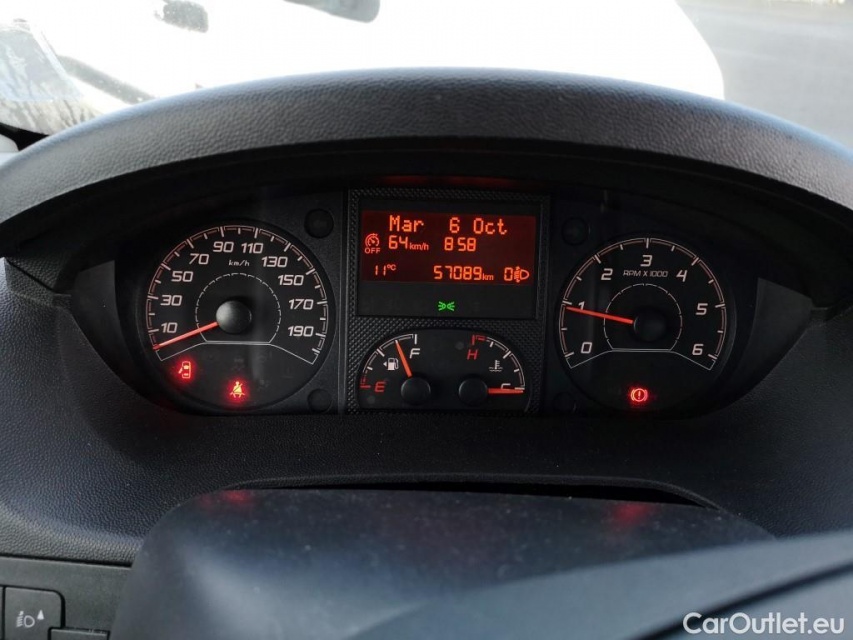 Mar 6 Oct
OFF 64km/h 8:58
11°C 57089km 0
10 30 50 70 90 110 130 150 170 190
km/h
0 1 2 3 4 5 6
RPM X 1000
E F
H C
CarOutlet.eu